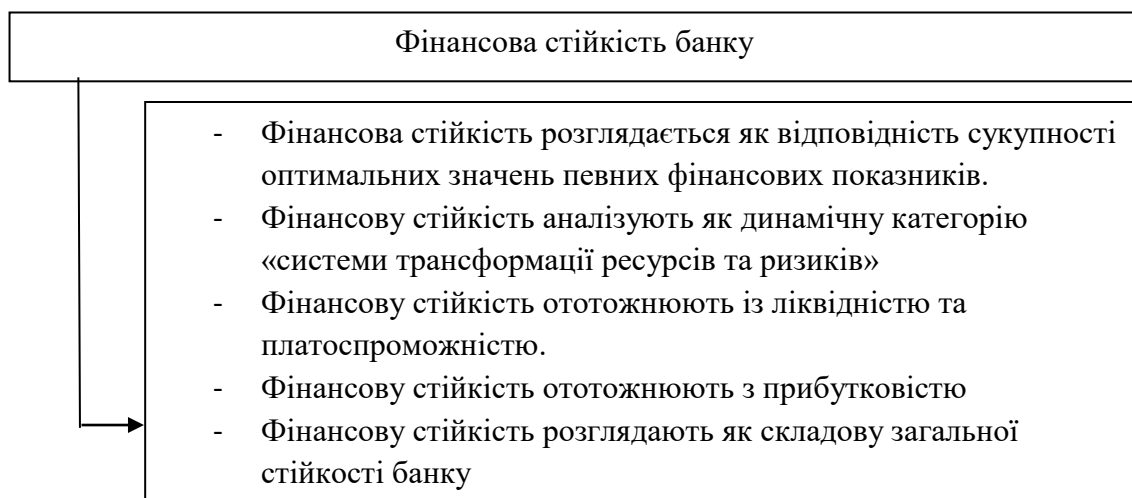 Фінансова стійкість банку
- Фінансова стійкість розглядається як відповідність сукупності
оптимальних значень певних фінансових показників.
- Фінансову стійкість аналізують як динамічну категорію
«системи трансформації ресурсів та ризиків»
- Фінансову стійкість ототожнюють із ліквідністю та
платоспроможністю.
- Фінансову стійкість ототожнюють з прибутковістю
- Фінансову стійкість розглядають як складову загальної
стійкості банку